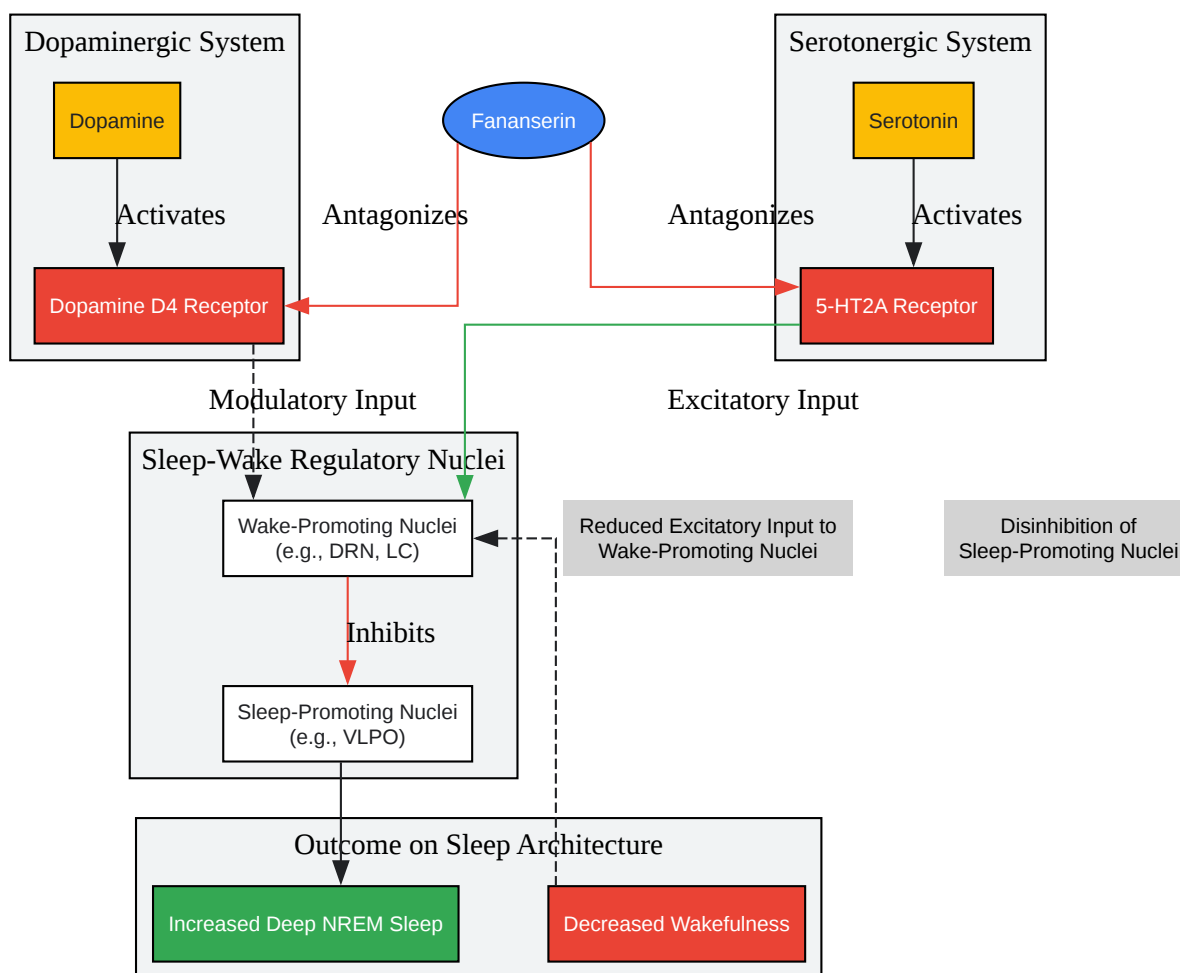 Dopaminergic System
Serotonergic System
Dopamine
Fananserin
Serotonin
Activates
Antagonizes
Antagonizes
Activates
Dopamine D4 Receptor
5-HT2A Receptor
Modulatory Input
Excitatory Input
Sleep-Wake Regulatory Nuclei
Wake-Promoting Nuclei
(e.g., DRN, LC)
Reduced Excitatory Input to
Wake-Promoting Nuclei
Disinhibition of
Sleep-Promoting Nuclei
Inhibits
Sleep-Promoting Nuclei
(e.g., VLPO)
Outcome on Sleep Architecture
Increased Deep NREM Sleep
Decreased Wakefulness